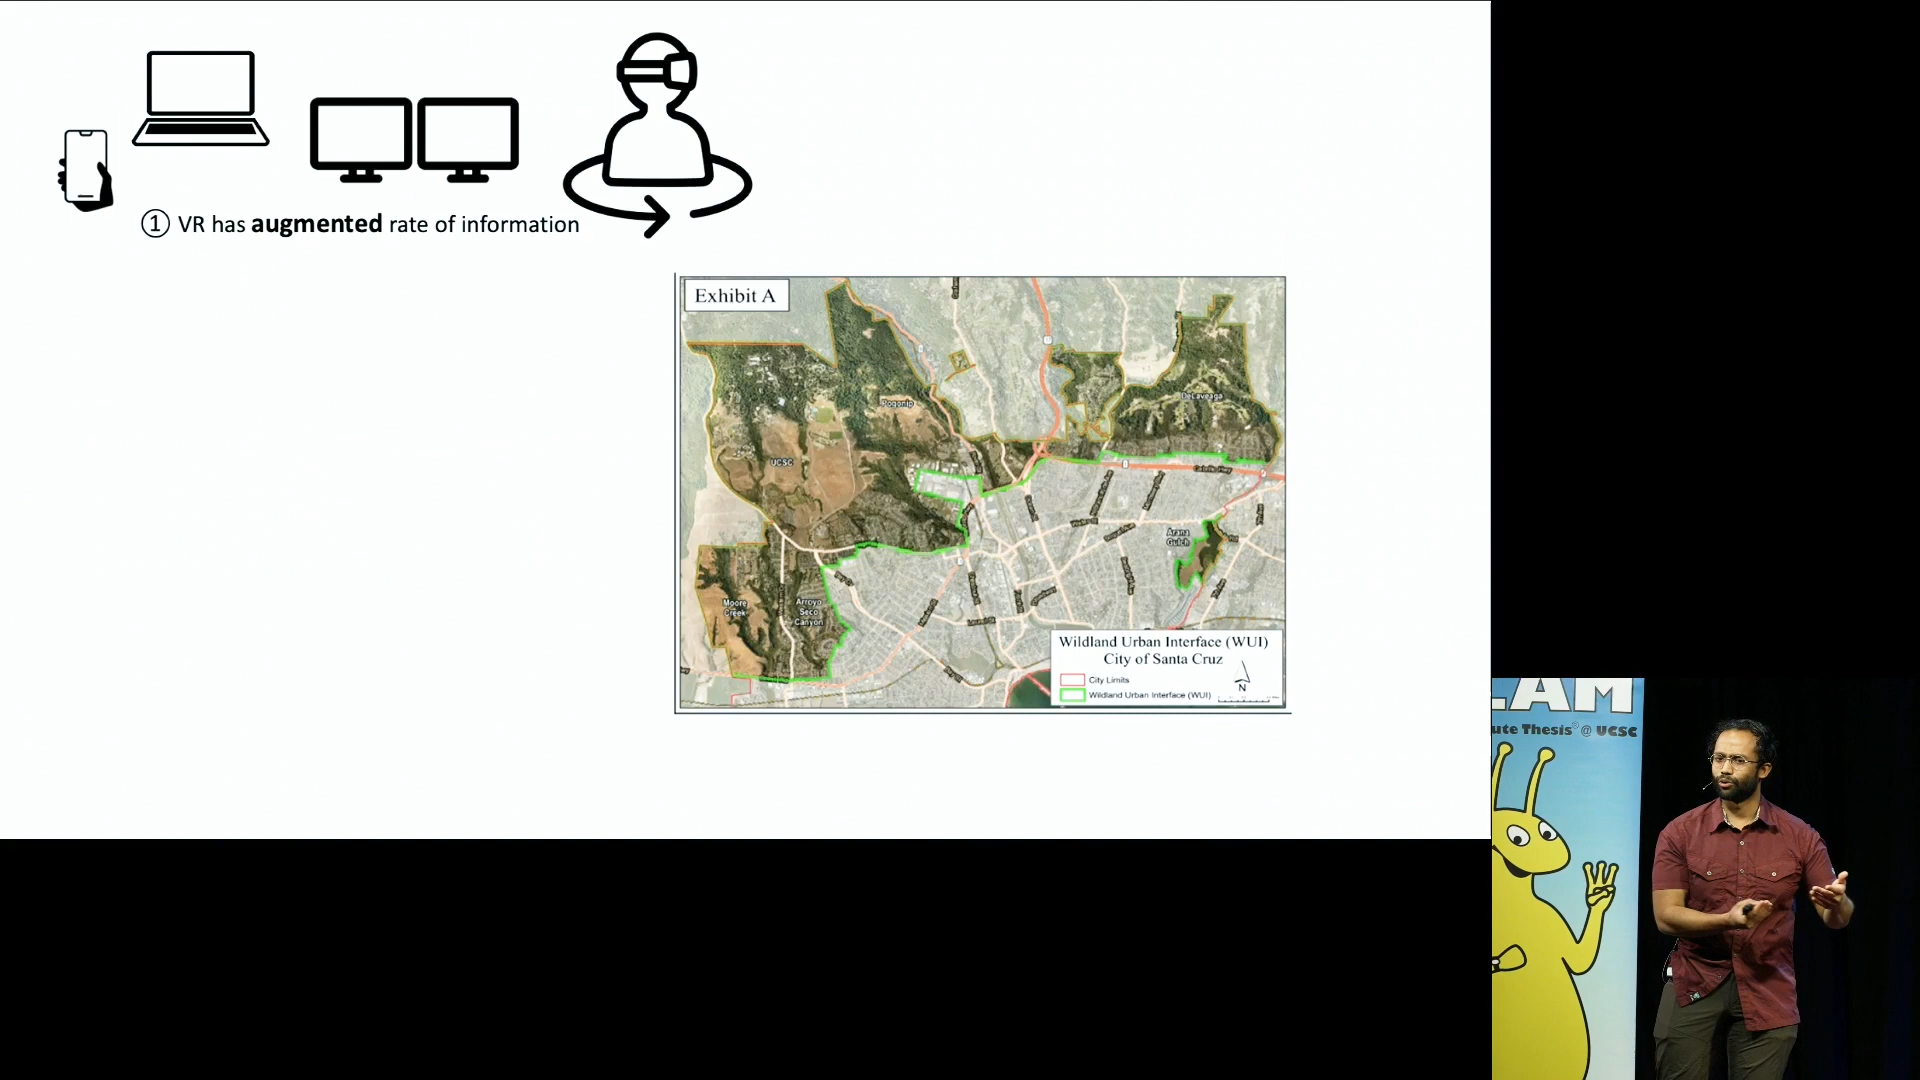 ① VR has augmented rate of information
Exhibit A
Pogonip
DeLaveaga
UCSC
Arana
Gulch
Moore
Creek
Arroyo
Seco
Canyon
Wildland Urban Interface (WUI)
City of Santa Cruz
City Limits
Wildland Urban Interface (WUI)
N
LAM
ute Thesis® @ UCSC